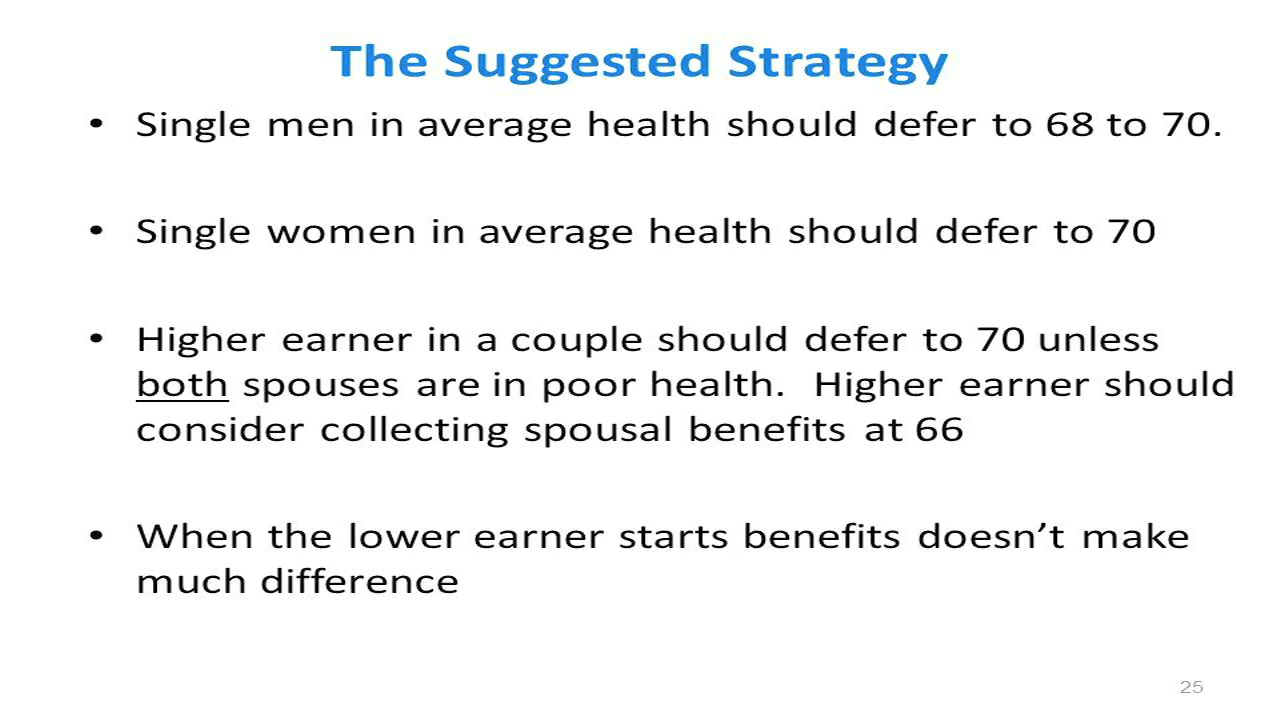 The Suggested Strategy
• Single men in average health should defer to 68 to 70.
• Single women in average health should defer to 70
• Higher earner in a couple should defer to 70 unless
both spouses are in poor health.  Higher earner should
consider collecting spousal benefits at 66
• When the lower earner starts benefits doesn’t make
much difference
25